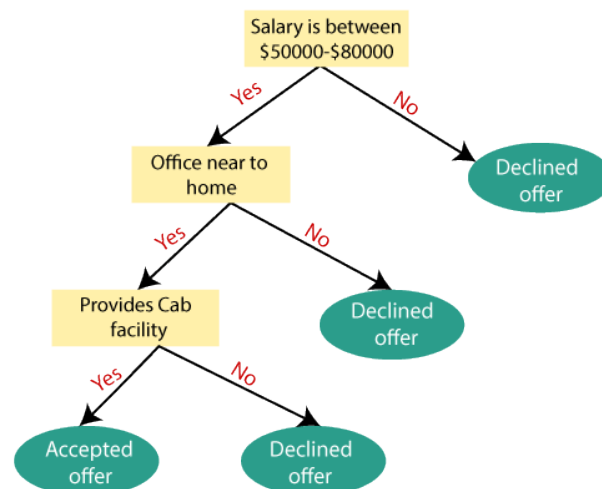 Salary is between
$50000-$80000
Yes
No
Office near to
home
Declined
offer
Yes
No
Provides Cab
facility
Declined
offer
Yes
No
Accepted
offer
Declined
offer